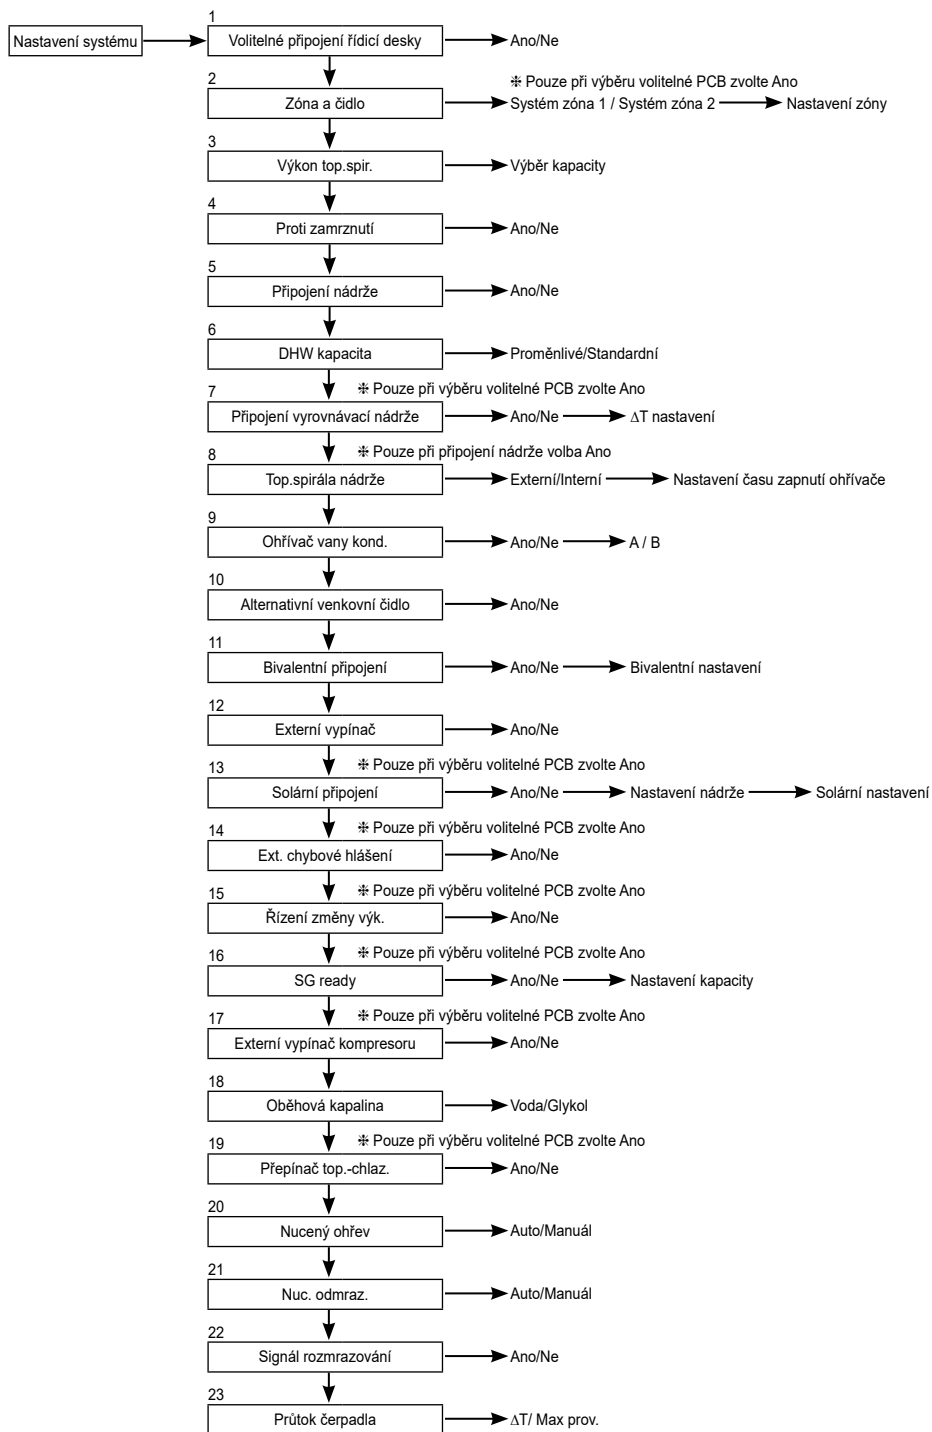 1
Nastavení systému Volitelné připojení řídicí desky Ano/Ne
2 ❉ Pouze při výběru volitelné PCB zvolte Ano
Zóna a čidlo Systém zóna 1 / Systém zóna 2 Nastavení zóny
3
Výkon top.spir. Výběr kapacity
4
Proti zamrznutí Ano/Ne
5
Připojení nádrže Ano/Ne
6
DHW kapacita Proměnlivé/Standardní
7 ❉ Pouze při výběru volitelné PCB zvolte Ano
Připojení vyrovnávací nádrže Ano/Ne ΔT nastavení
8 ❉ Pouze při připojení nádrže volba Ano
Top.spirála nádrže Externí/Interní Nastavení času zapnutí ohřívače
9
Ohřívač vany kond. Ano/Ne A / B
10
Alternativní venkovní čidlo Ano/Ne
11
Bivalentní připojení Ano/Ne Bivalentní nastavení
12
Externí vypínač Ano/Ne
13 ❉ Pouze při výběru volitelné PCB zvolte Ano
Solární připojení Ano/Ne Nastavení nádrže Solární nastavení
14 ❉ Pouze při výběru volitelné PCB zvolte Ano
Ext. chybové hlášení Ano/Ne
15 ❉ Pouze při výběru volitelné PCB zvolte Ano
Řízení změny výk. Ano/Ne
16 ❉ Pouze při výběru volitelné PCB zvolte Ano
SG ready Ano/Ne Nastavení kapacity
17 ❉ Pouze při výběru volitelné PCB zvolte Ano
Externí vypínač kompresoru Ano/Ne
18
Oběhová kapalina Voda/Glykol
19 ❉ Pouze při výběru volitelné PCB zvolte Ano
Přepínač top.-chlaz. Ano/Ne
20
Nucený ohřev Auto/Manuál
21
Nuc. odmraz. Auto/Manuál
22
Signál rozmrazování Ano/Ne
23
Průtok čerpadla ΔT/ Max prov.